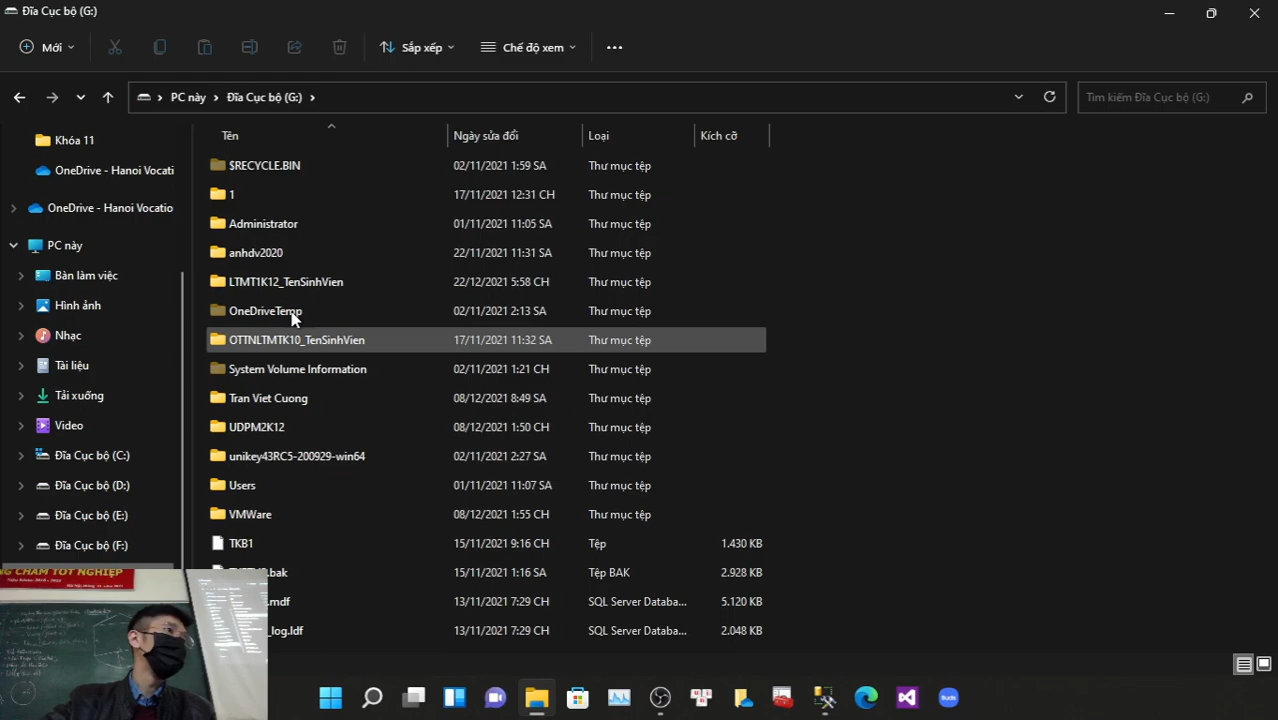 Đĩa Cục bộ (G:)
Mới
Sắp xếp
Chế độ xem
PC này
Đĩa Cục bộ (G:)
Tìm kiếm Đĩa Cục bộ (G:)
Khóa 11
OneDrive - Hanoi Vocati
OneDrive - Hanoi Vocatio
PC này
Bàn làm việc
Hình ảnh
Nhạc
Tài liệu
Tải xuống
Video
Đĩa Cục bộ (C:)
Đĩa Cục bộ (D:)
Đĩa Cục bộ (E:)
Đĩa Cục bộ (F:)
Tên Ngày sửa đổi Loại Kích cỡ
$RECYCLE.BIN 02/11/2021 1:59 SA Thư mục tệp
1 17/11/2021 12:31 CH Thư mục tệp
Administrator 01/11/2021 11:05 SA Thư mục tệp
anhdv2020 22/11/2021 11:31 SA Thư mục tệp
LTMT1K12_TenSinhVien 22/12/2021 5:58 CH Thư mục tệp
OneDriveTemp 02/11/2021 2:13 SA Thư mục tệp
OTTNLTMTK10_TenSinhVien 17/11/2021 11:32 SA Thư mục tệp
System Volume Information 02/11/2021 1:21 CH Thư mục tệp
Tran Viet Cuong 08/12/2021 8:49 SA Thư mục tệp
UDPM2K12 08/12/2021 1:50 CH Thư mục tệp
unikey43RC5-200929-win64 02/11/2021 2:27 SA Thư mục tệp
Users 01/11/2021 11:07 SA Thư mục tệp
VMWare 08/12/2021 1:55 CH Thư mục tệp
TKB1 15/11/2021 9:16 CH Tệp 1.430 KB
.bak 15/11/2021 1:16 SA Tệp BAK 2.928 KB
.mdf 13/11/2021 7:29 CH SQL Server Databa... 5.120 KB
_log.ldf 13/11/2021 7:29 CH SQL Server Databa... 2.048 KB
NG CHẤM TỐT NGHIỆP